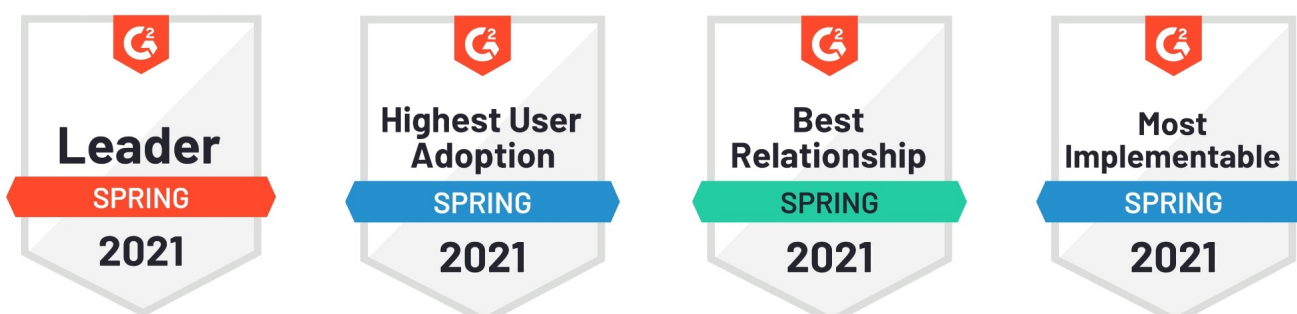 G2
Leader
SPRING
2021
G2
Highest User
Adoption
SPRING
2021
G2
Best
Relationship
SPRING
2021
G2
Most
Implementable
SPRING
2021